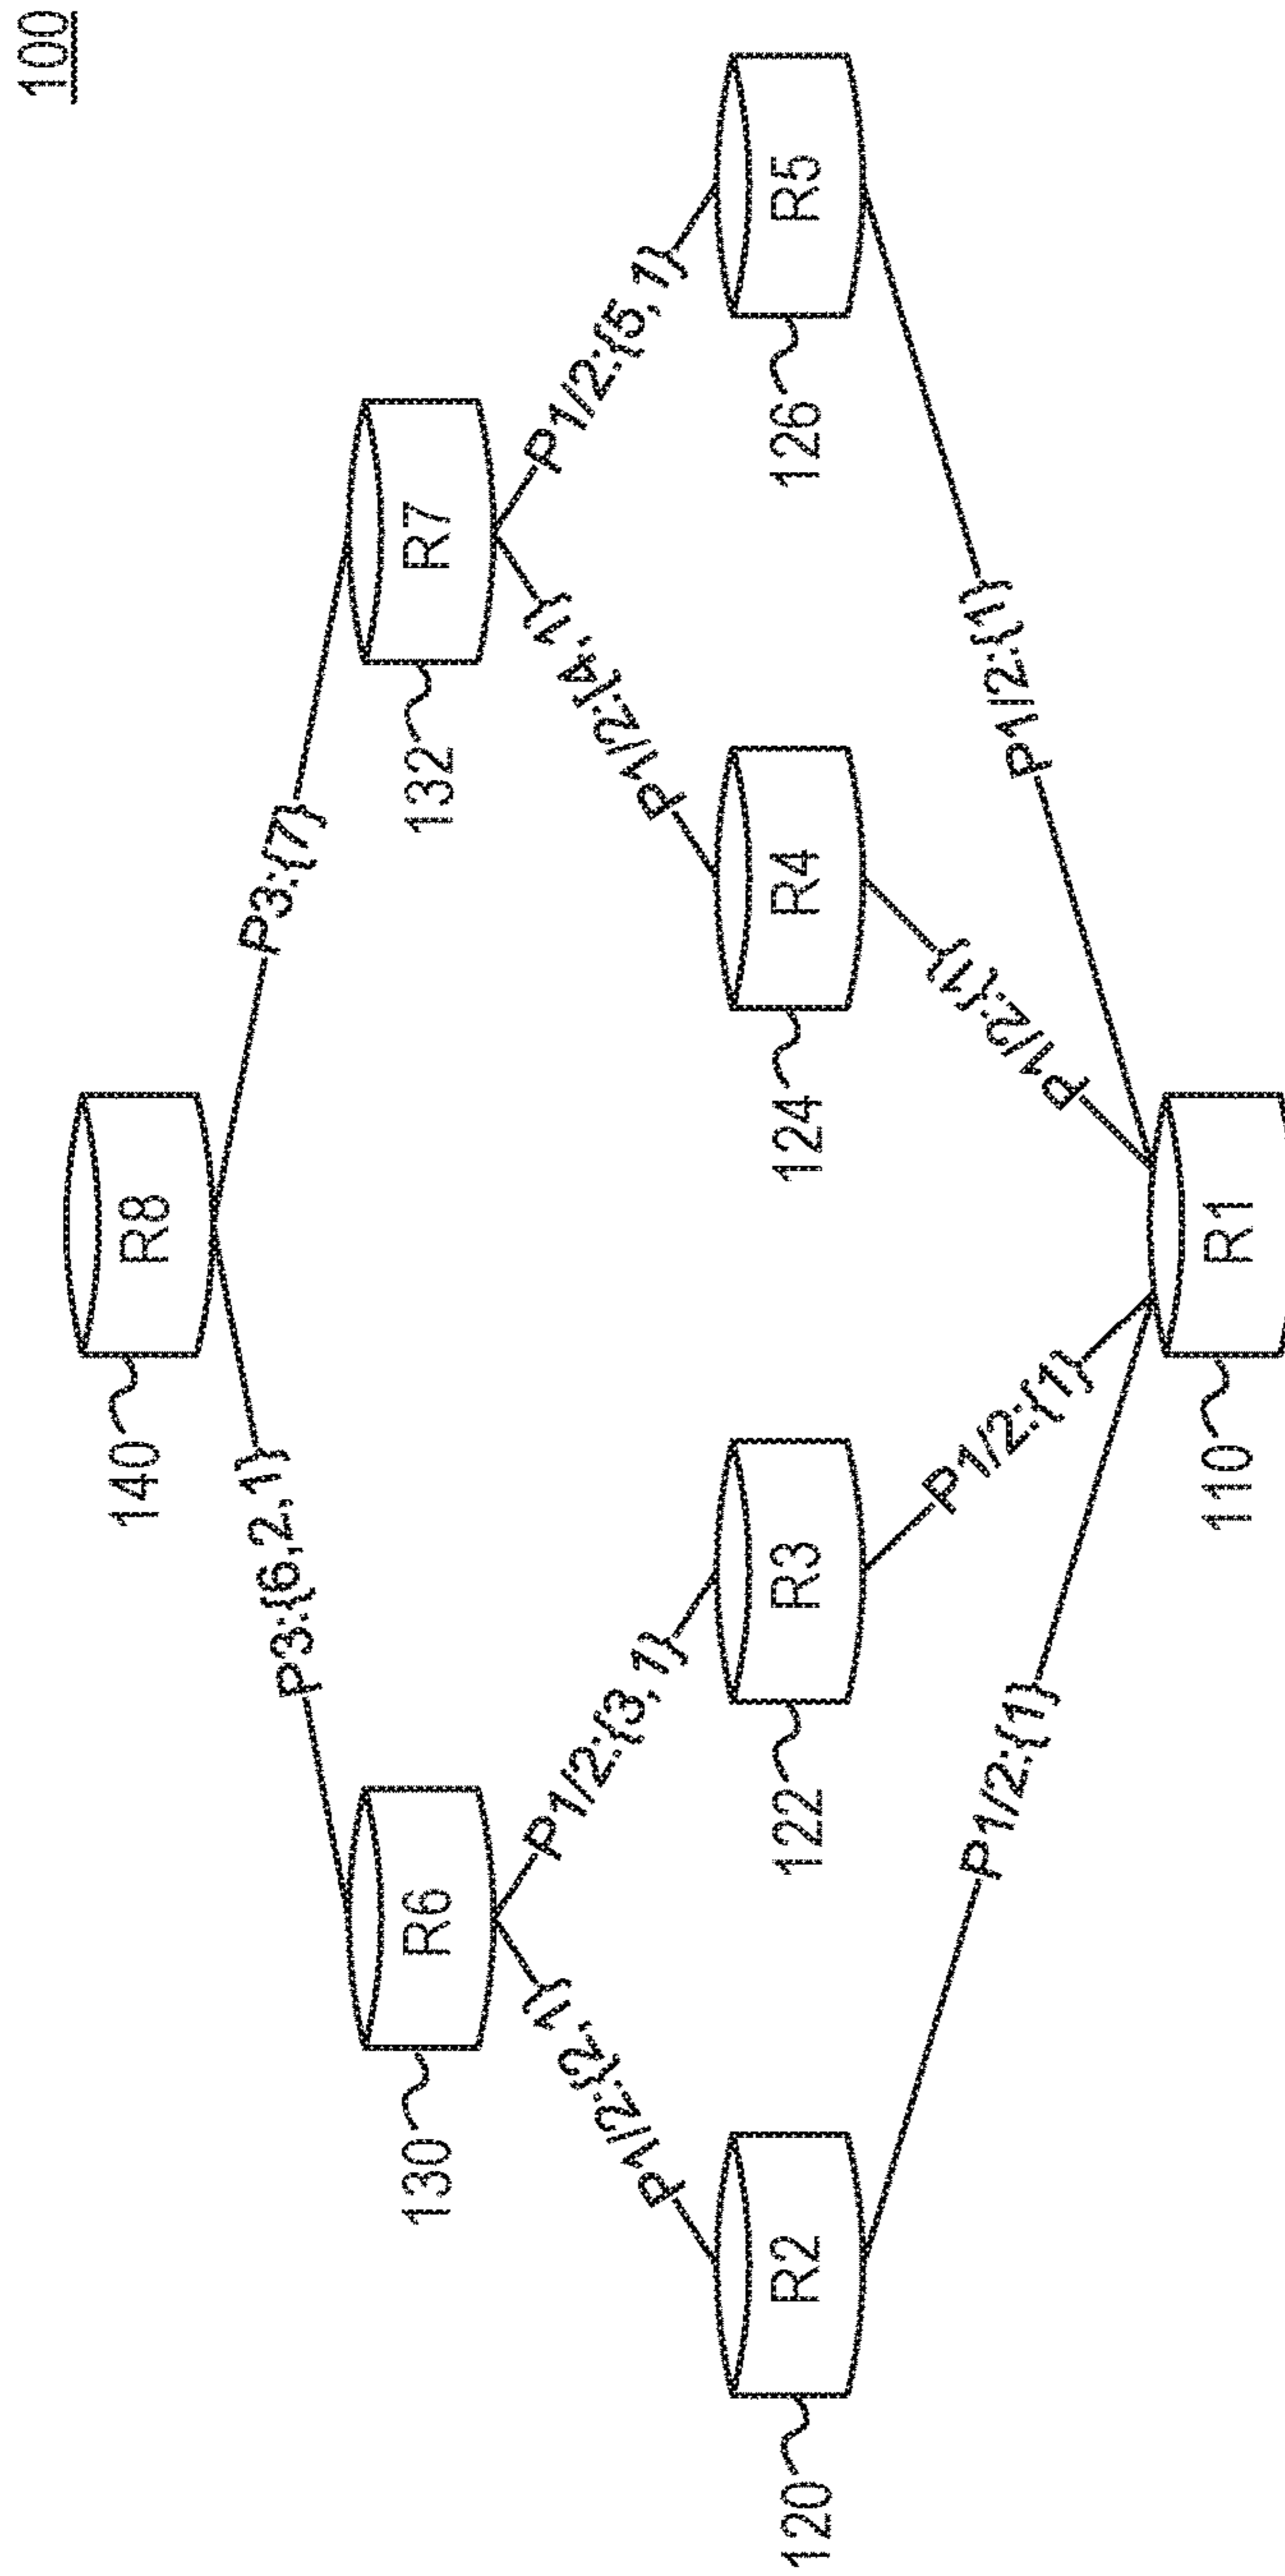 100
R8
140
P3:{6,2,1}
P3:{7}
R6
130
R7
132
P1/2:{2,1}
P1/2:{3,1}
P1/2:{4,1}
P1/2:{5,1}
R2
120
R3
122
R4
124
R5
126
P1/2:{1}
P1/2:{1}
P1/2:{1}
P1/2:{1}
R1
110